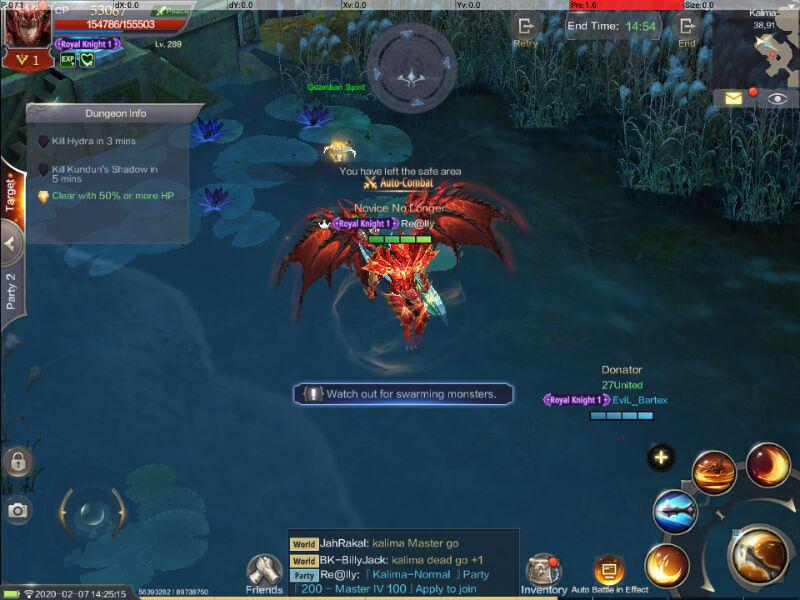 P:0 / 1
dX:0.0
dY:0.0
Xv:0.0
Yv:0.0
Prs:1.0
Size:0.0
CP 53067
Peace
154786/155503
Royal Knight 1
Lv. 289
1
EXP
Retry
End Time: 14:54
End
Kalima
38,91
Guardian Spirit
Dungeon Info
Kill Hydra in 3 mins
Kill Kundun's Shadow in
5 mins
Clear with 50% or more HP
Target
Party 2
You have left the safe area
Auto-Combat
Novice No Longer
Royal Knight 1 Re@lly
Watch out for swarming monsters.
Donator
27United
Royal Knight 1 EviL_Bartex
World JahRakal: kalima Master go
World BK-BillyJack: kalima dead go +1
Party Re@lly:『Kalima-Normal 』Party
『200 - Master IV 100』Apply to join
Friends
Inventory
Auto Battle in Effect
2020-02-07 14:25:15
56393282 / 89738750